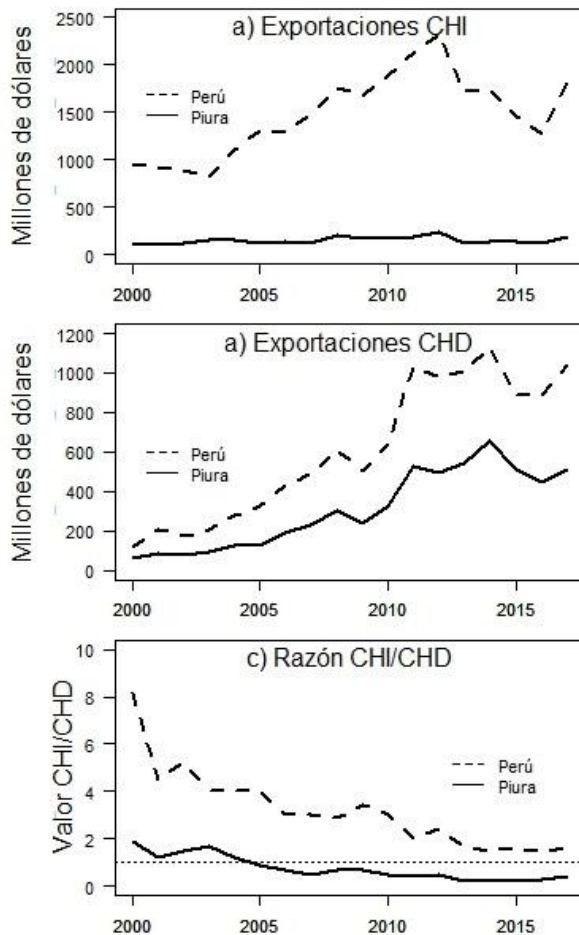 a) Exportaciones CHI
Millones de dólares
2500
2000
1500
1000
500
0
Perú
Piura
2000 2005 2010 2015
a) Exportaciones CHD
Millones de dólares
1200
1000
800
600
400
200
0
Perú
Piura
2000 2005 2010 2015
c) Razón CHI/CHD
Valor CHI/CHD
10
8
6
4
2
0
Perú
Piura
2000 2005 2010 2015